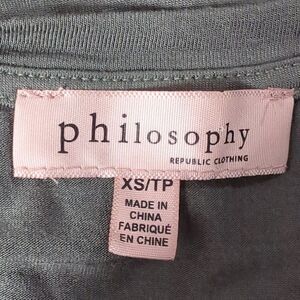 philosophy
REPUBLIC CLOTHING
XS/TP
MADE IN
CHINA
FABRIQUÉ
EN CHINE